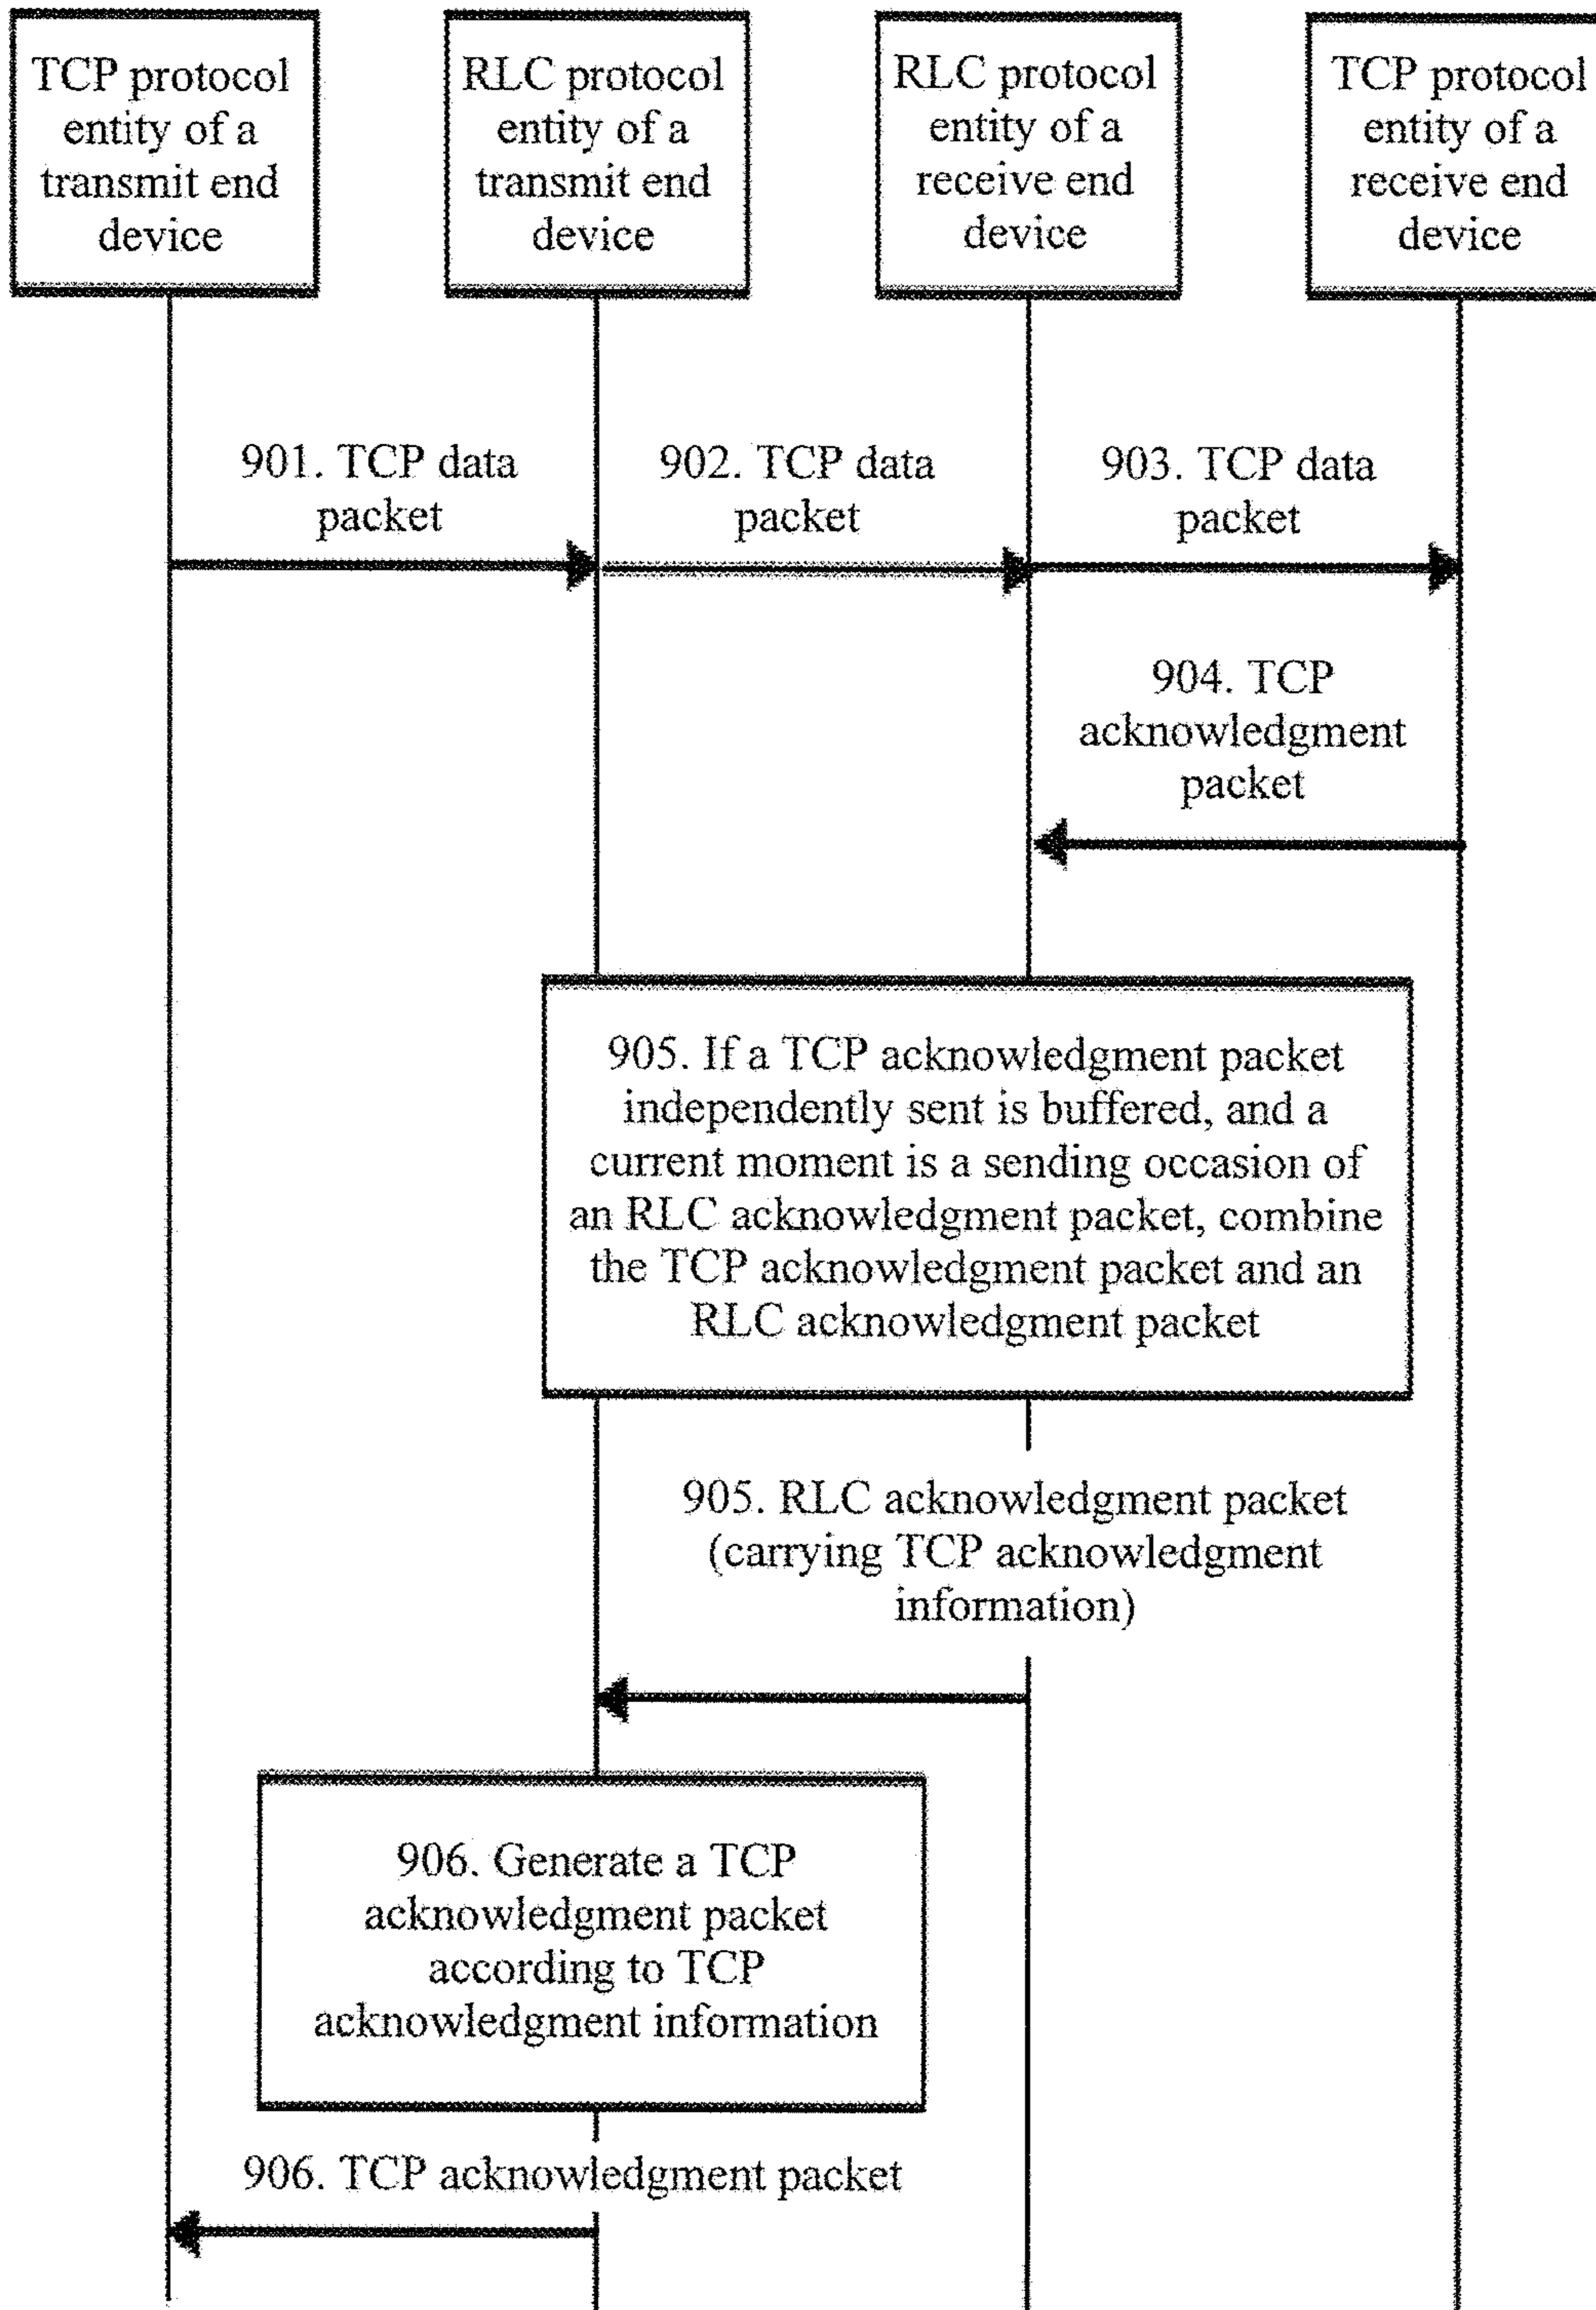 TCP protocol
entity of a
transmit end
device
RLC protocol
entity of a
transmit end
device
RLC protocol
entity of a
receive end
device
TCP protocol
entity of a
receive end
device
901. TCP data
packet
902. TCP data
packet
903. TCP data
packet
904. TCP
acknowledgment
packet
905. If a TCP acknowledgment packet
independently sent is buffered, and a
current moment is a sending occasion of
an RLC acknowledgment packet, combine
the TCP acknowledgment packet and an
RLC acknowledgment packet
905. RLC acknowledgment packet
(carrying TCP acknowledgment
information)
906. Generate a TCP
acknowledgment packet
according to TCP
acknowledgment information
906. TCP acknowledgment packet